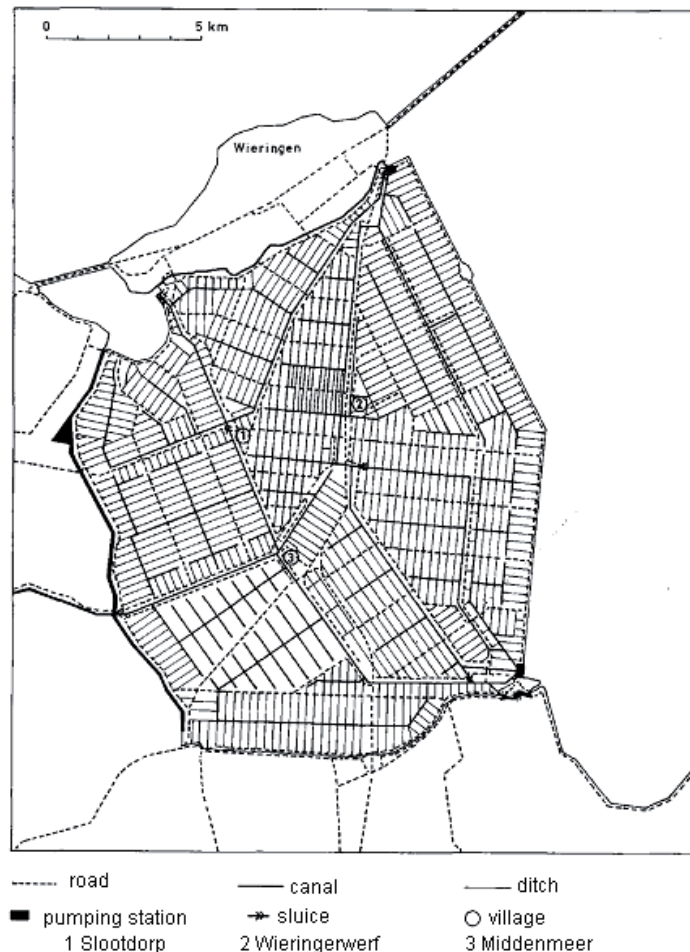 0 5 km
Wieringen
2
1
3
road canal ditch
pumping station sluice village
1 Slootdorp 2 Wieringerwerf 3 Middenmeer